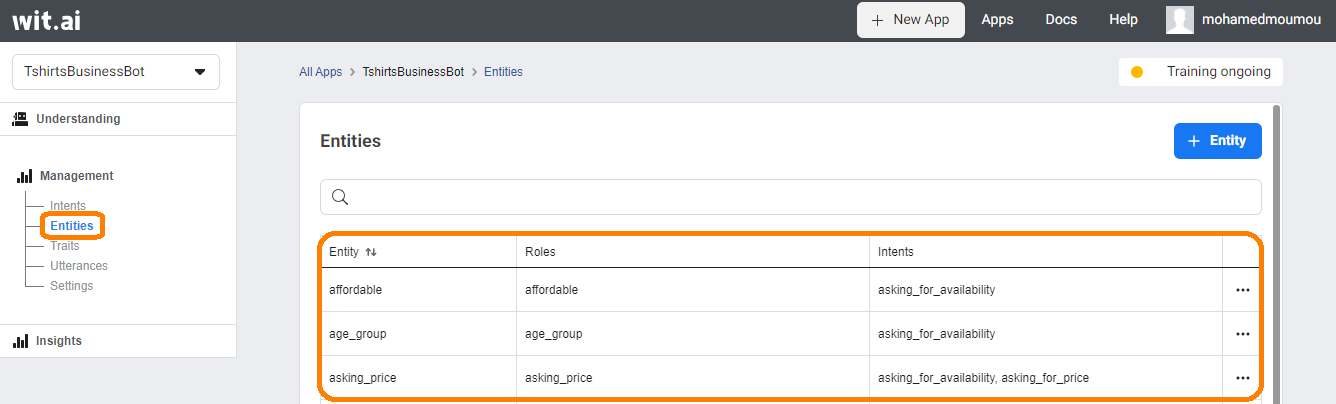 wit.ai
+ New App Apps Docs Help mohamedmoumou
TshirtsBusinessBot
All Apps > TshirtsBusinessBot > Entities
Training ongoing
Understanding
Management
Intents
Entities
Traits
Utterances
Settings
Insights
Entities
+ Entity
Entity Roles Intents
affordable affordable asking_for_availability
age_group age_group asking_for_availability
asking_price asking_price asking_for_availability, asking_for_price